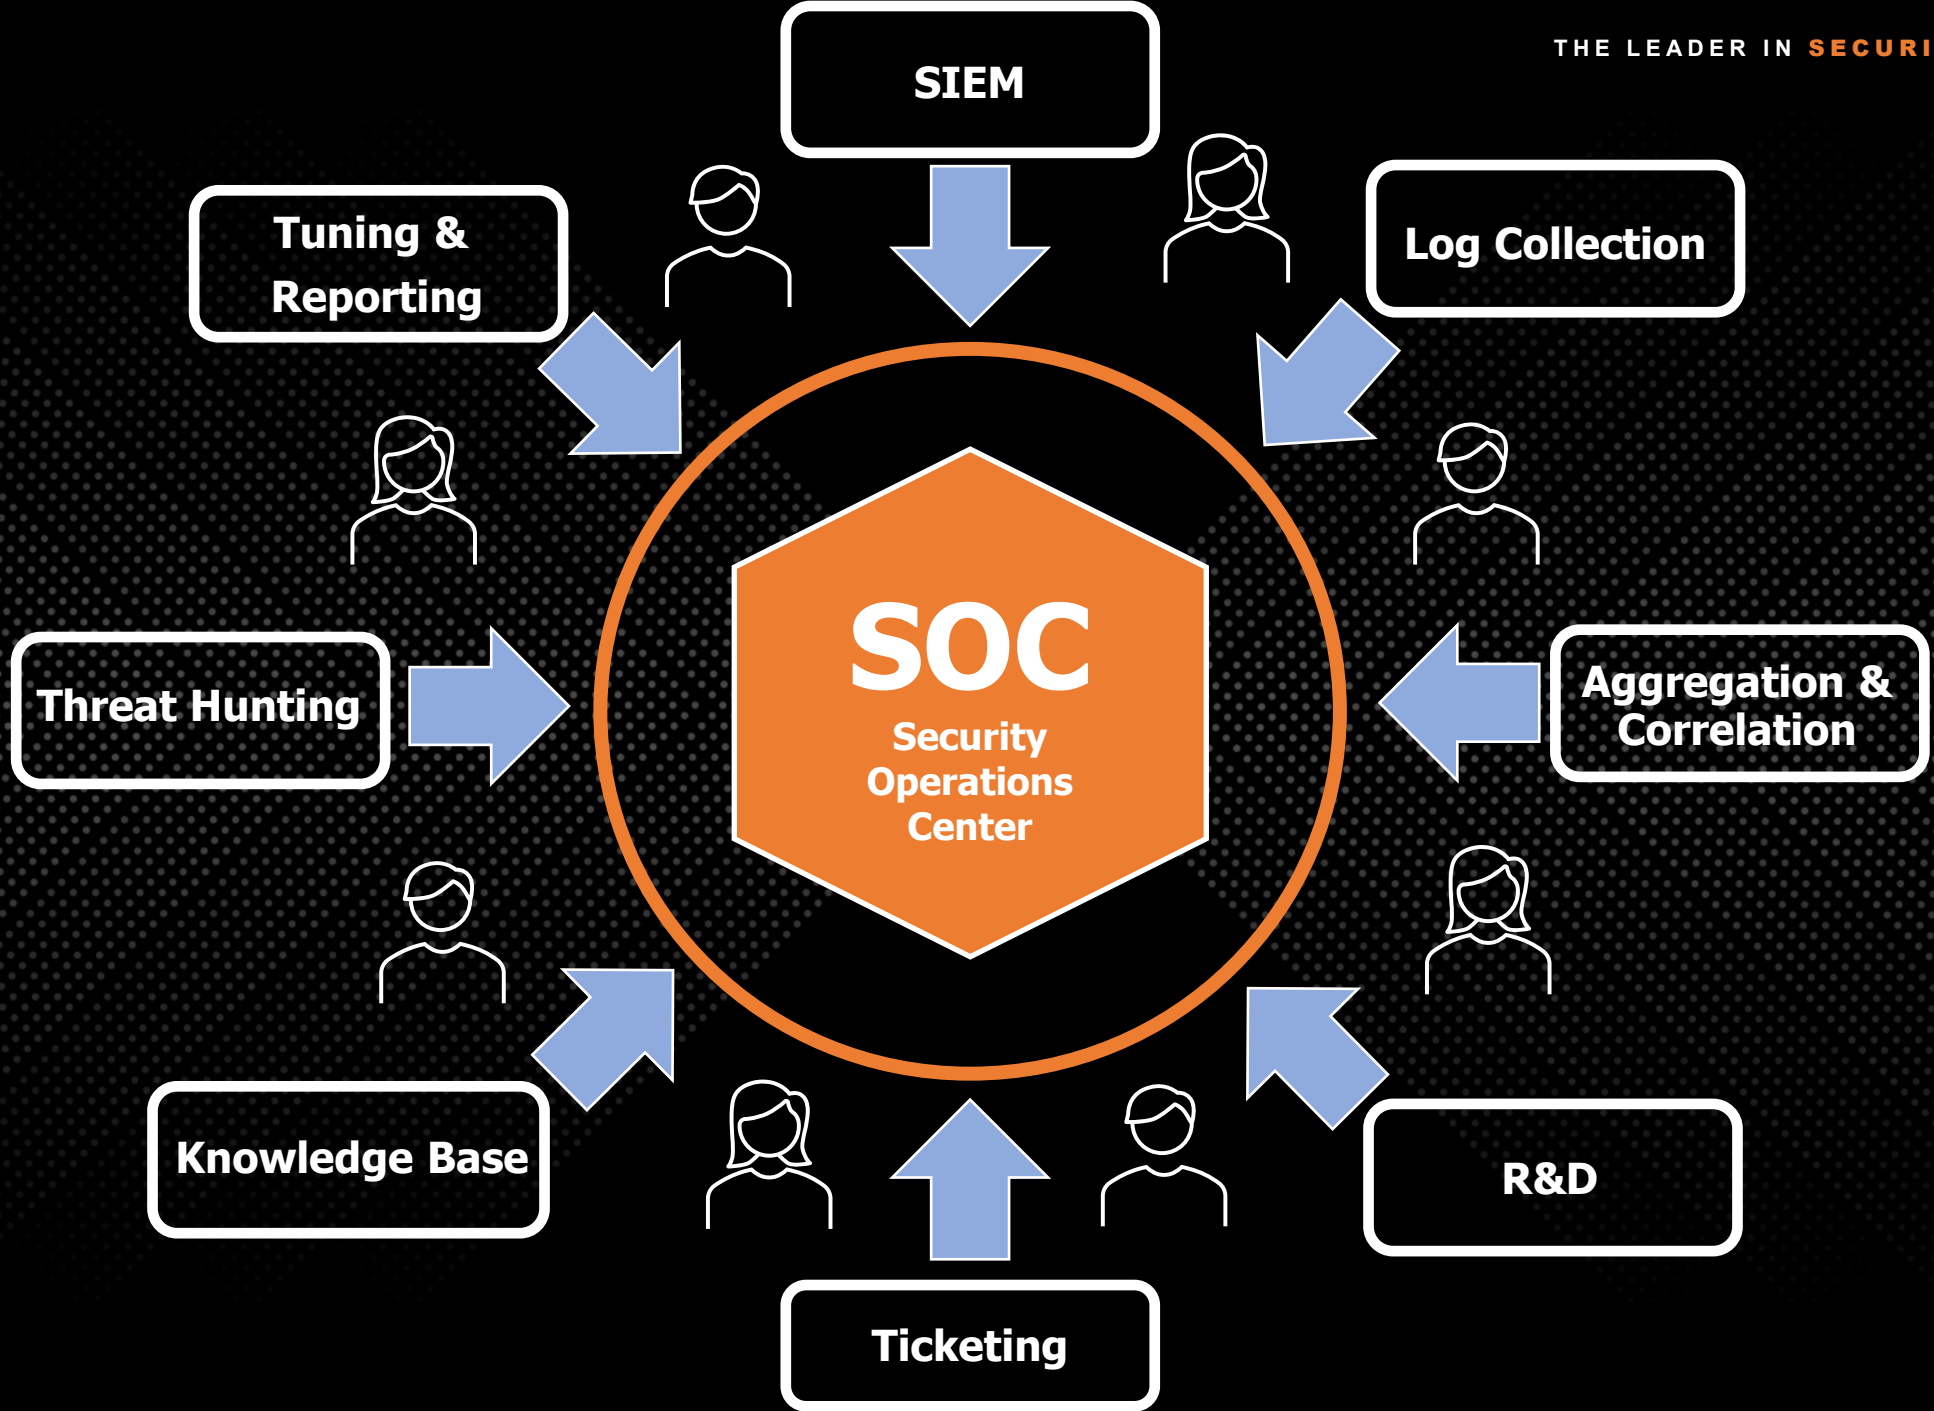 THE LEADER IN SECURI
SIEM
Tuning &
Reporting
Log Collection
Threat Hunting
SOC
Security
Operations
Center
Aggregation &
Correlation
Knowledge Base
R&D
Ticketing